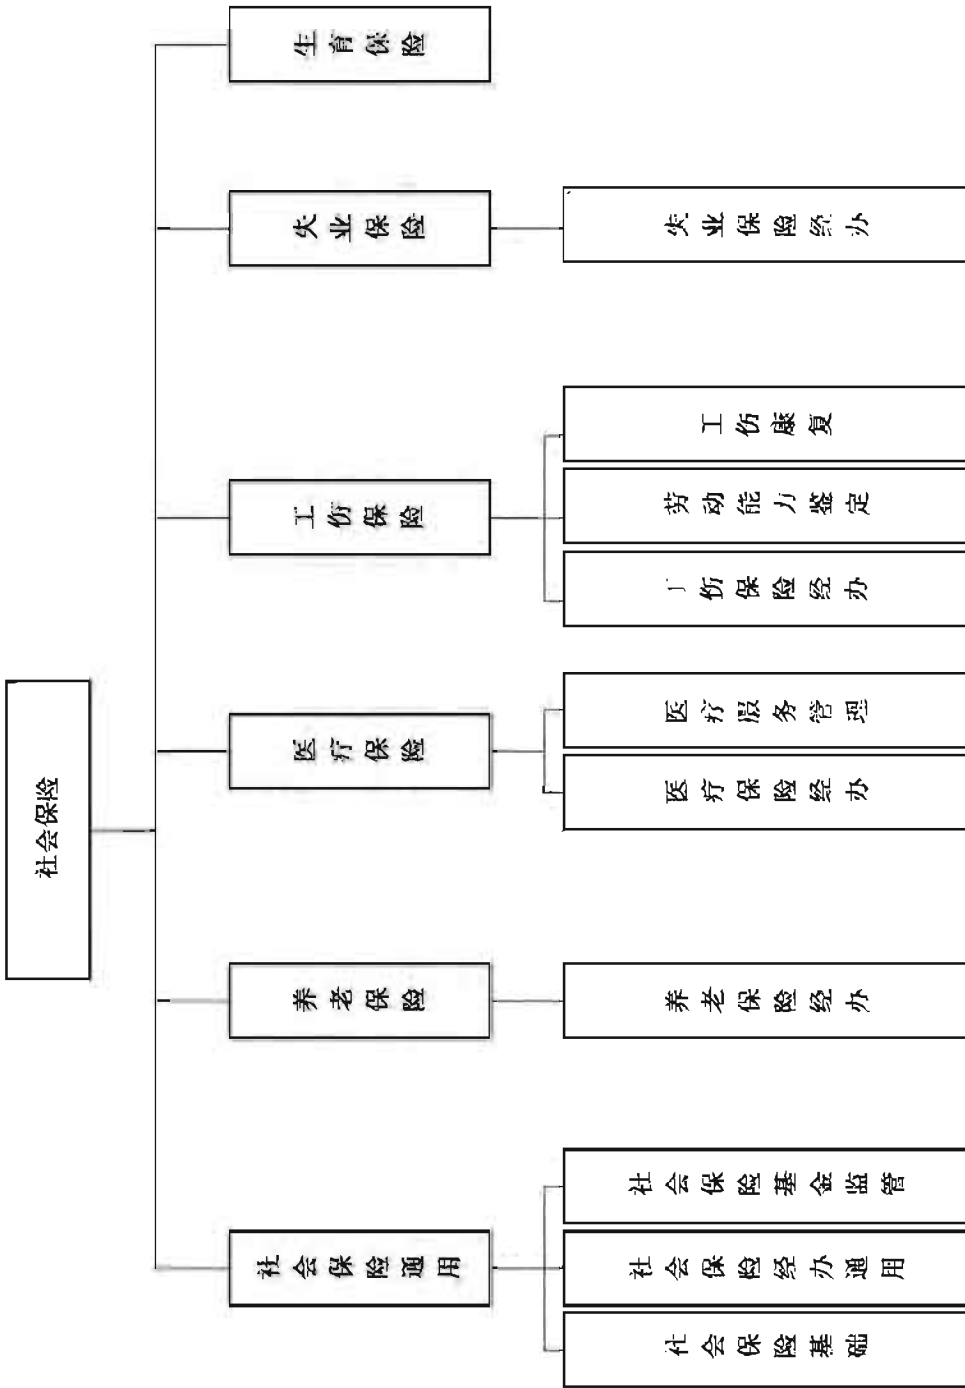 社会保险
社会保险通用
养老保险
医疗保险
工伤保险
失业保险
生育保险
社会保险基础
社会保险经办通用
社会保险基金监管
养老保险经办
医疗保险经办
医疗服务管理
工伤保险经办
劳动能力鉴定
工伤康复
失业保险经办